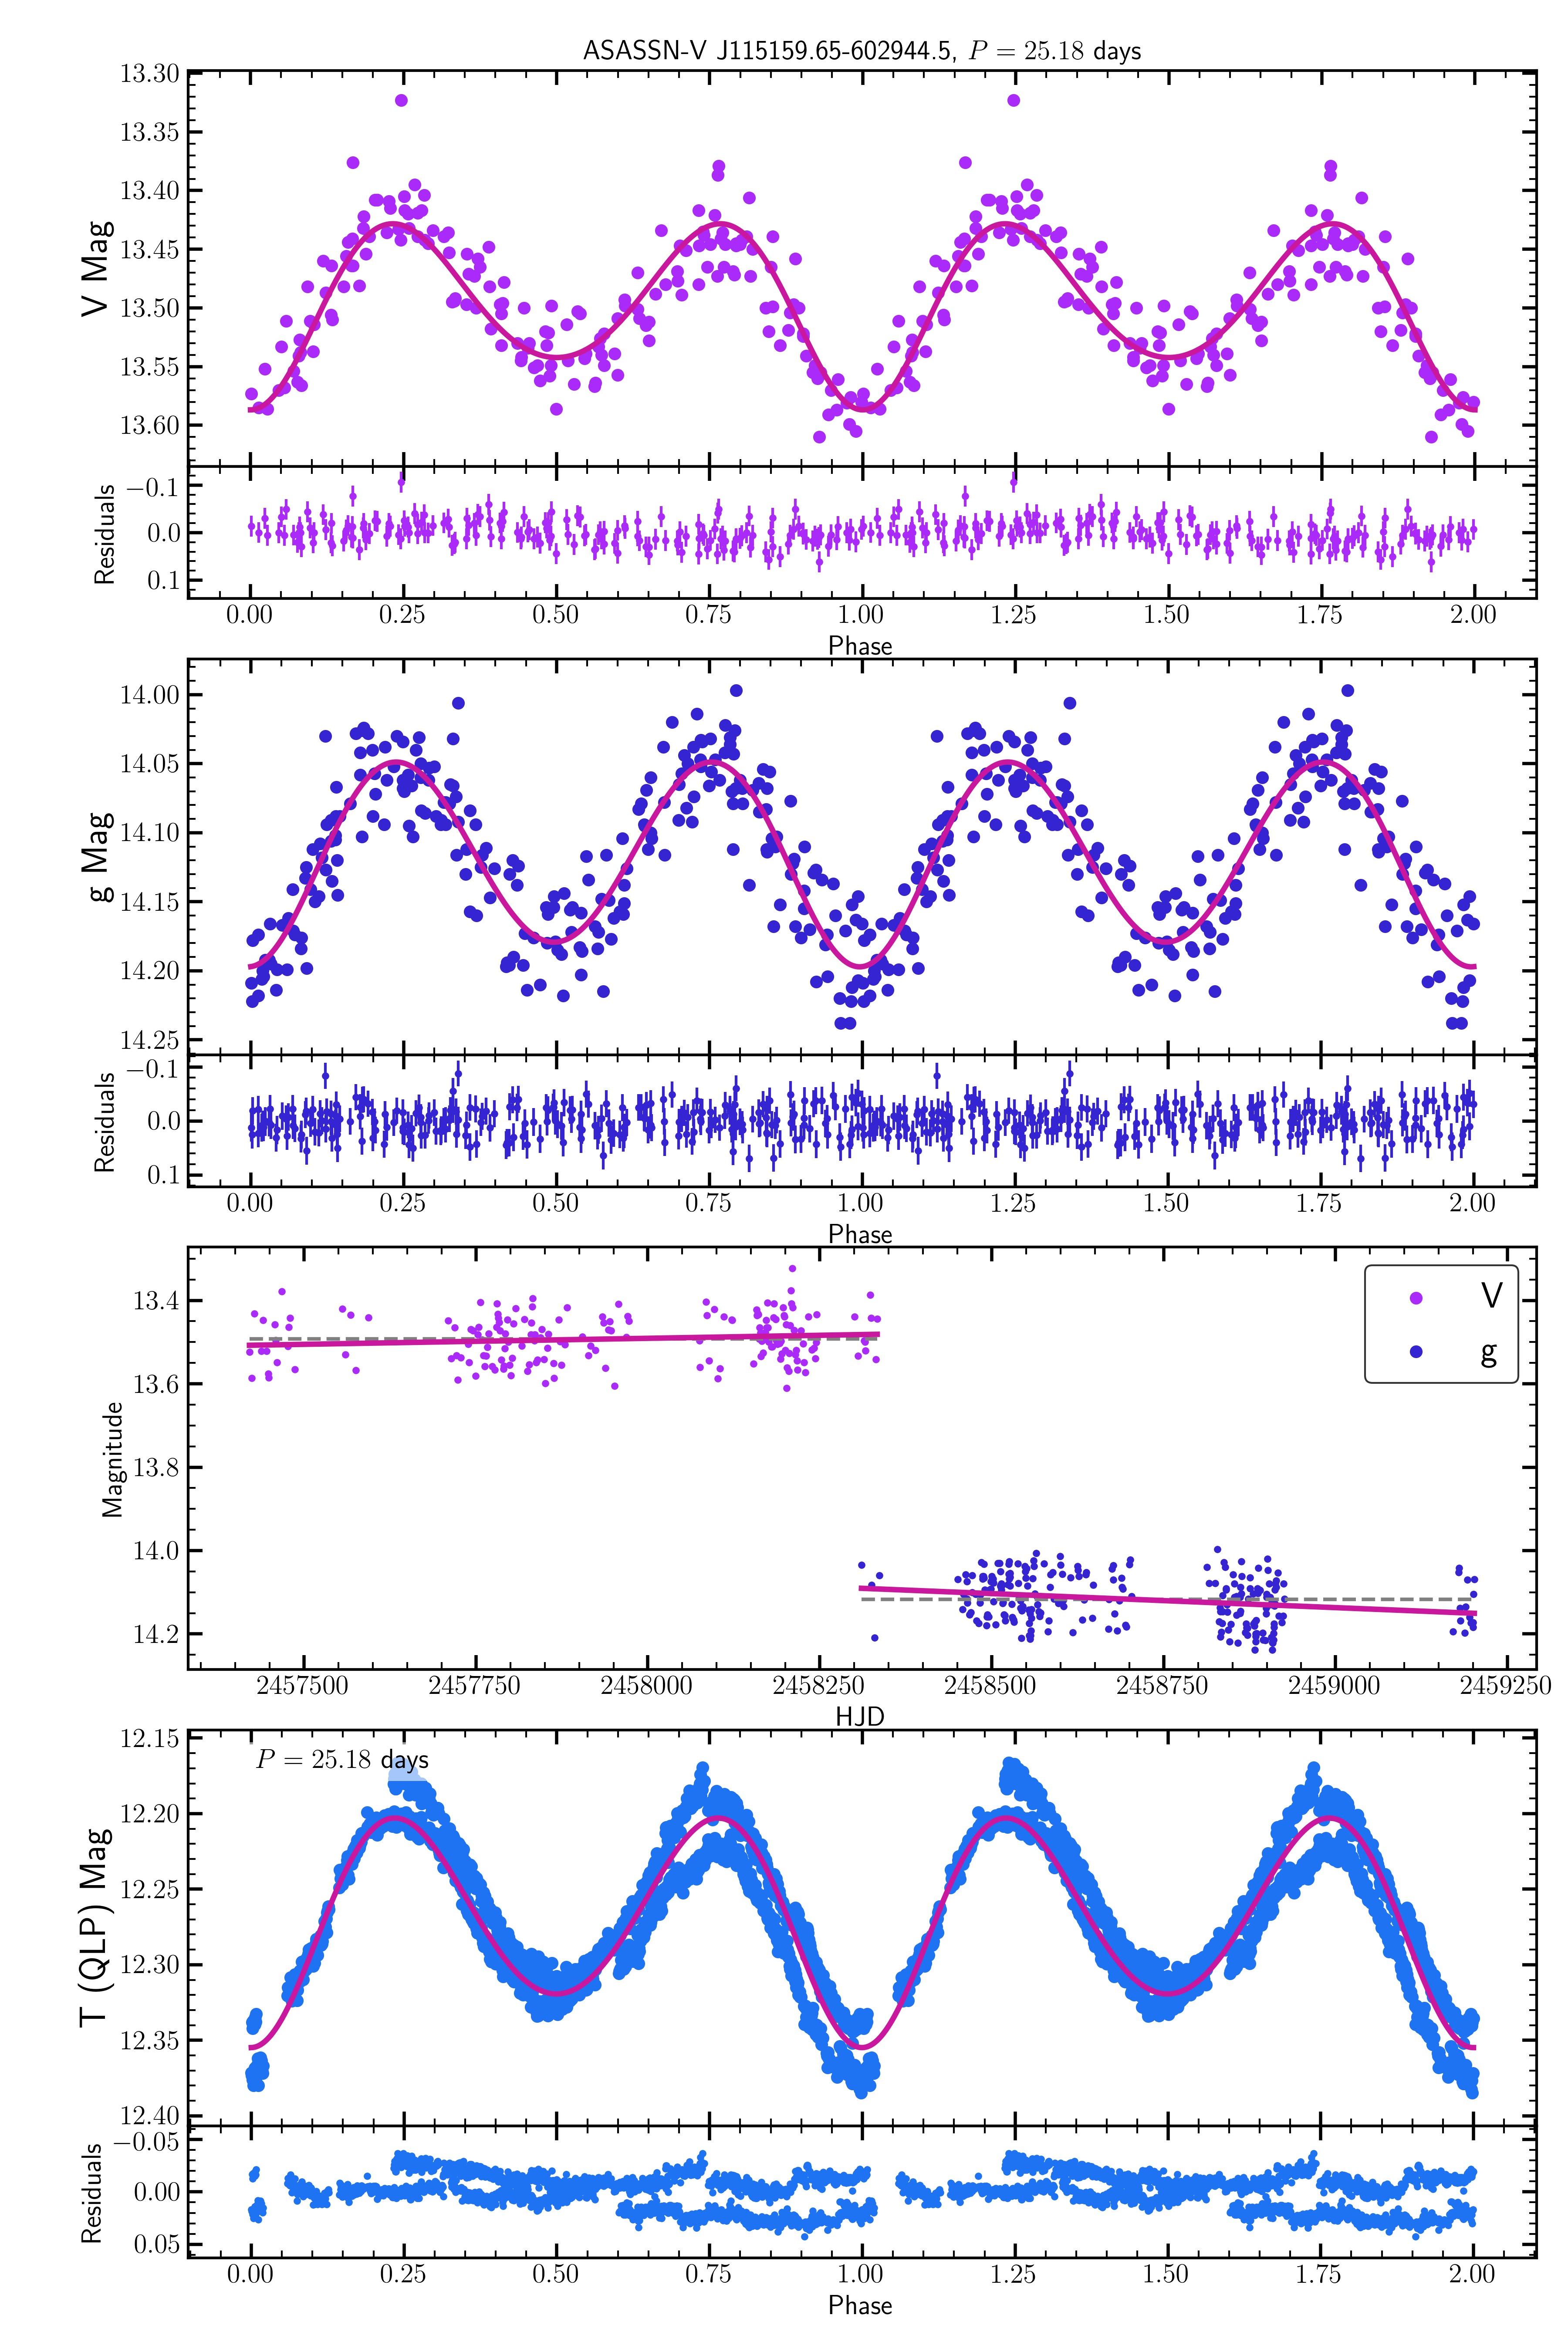 ASASSN-V J115159.65-602944.5, P = 25.18 days
13.30
13.35
13.40
13.45
13.50
13.55
13.60
V Mag
−0.1
0.0
0.1
Residuals
0.00 0.25 0.50 0.75 1.00 1.25 1.50 1.75 2.00
Phase
14.00
14.05
14.10
14.15
14.20
14.25
g Mag
−0.1
0.0
0.1
Residuals
0.00 0.25 0.50 0.75 1.00 1.25 1.50 1.75 2.00
Phase
V
g
13.4
13.6
13.8
14.0
14.2
Magnitude
2457500 2457750 2458000 2458250 2458500 2458750 2459000 2459250
HJD
P = 25.18 days
12.15
12.20
12.25
12.30
12.35
12.40
T (QLP) Mag
−0.05
0.00
0.05
Residuals
0.00 0.25 0.50 0.75 1.00 1.25 1.50 1.75 2.00
Phase